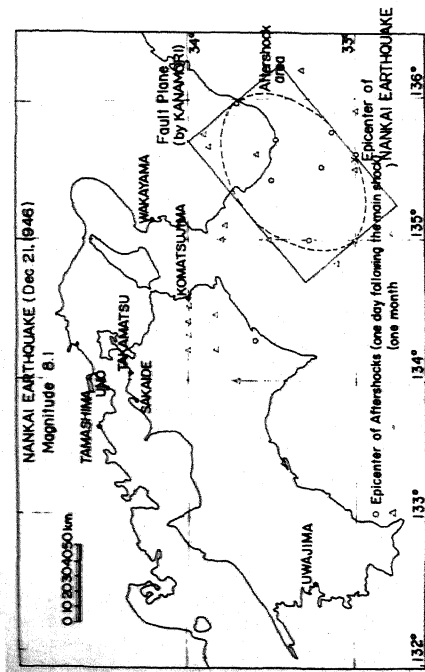 NANKAI EARTHQUAKE (Dec 21, 1946)
Magnitude 8.1
0 10 20 30 40 50 km
TAMASHIMA
UNO
TAKAMATSU
SAKAIDE
KOMATSUJIMA
WAKAYAMA
UWAJIMA
Fault Plane
(by KANAMORI)
Aftershock
area
Epicenter of
NANKAI EARTHQUAKE
○ Epicenter of Aftershocks (one day following the main shock
△ (one month )
34°
33°
132°
133°
134°
135°
136°